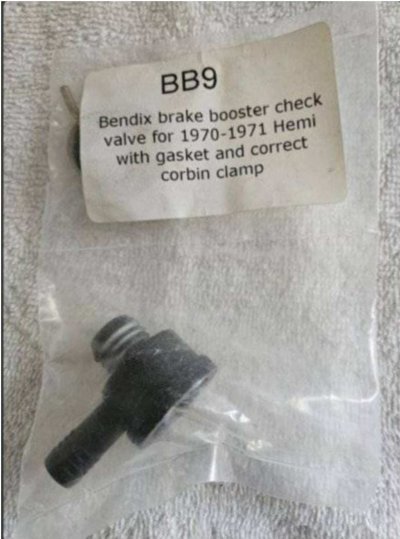 BB9
Bendix brake booster check
valve for 1970-1971 Hemi
with gasket and correct
corbin clamp